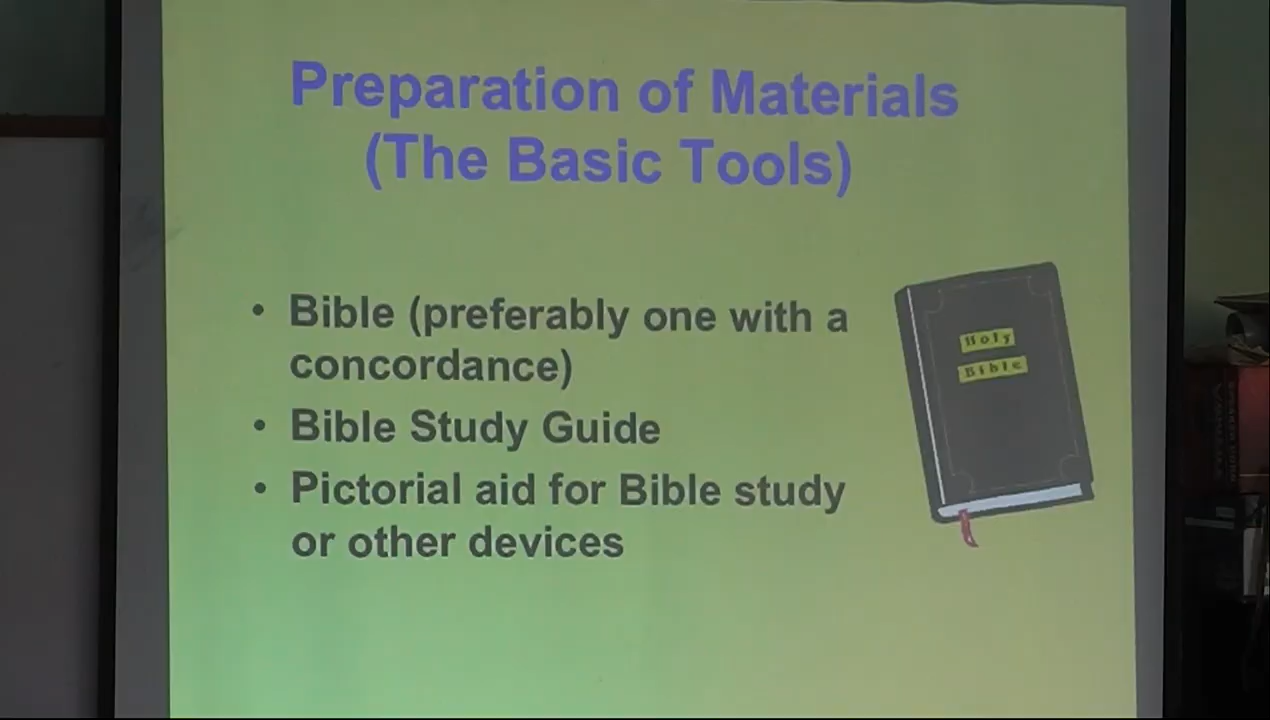 Preparation of Materials
(The Basic Tools)
• Bible (preferably one with a
concordance)
• Bible Study Guide
• Pictorial aid for Bible study
or other devices
Holy
Bible